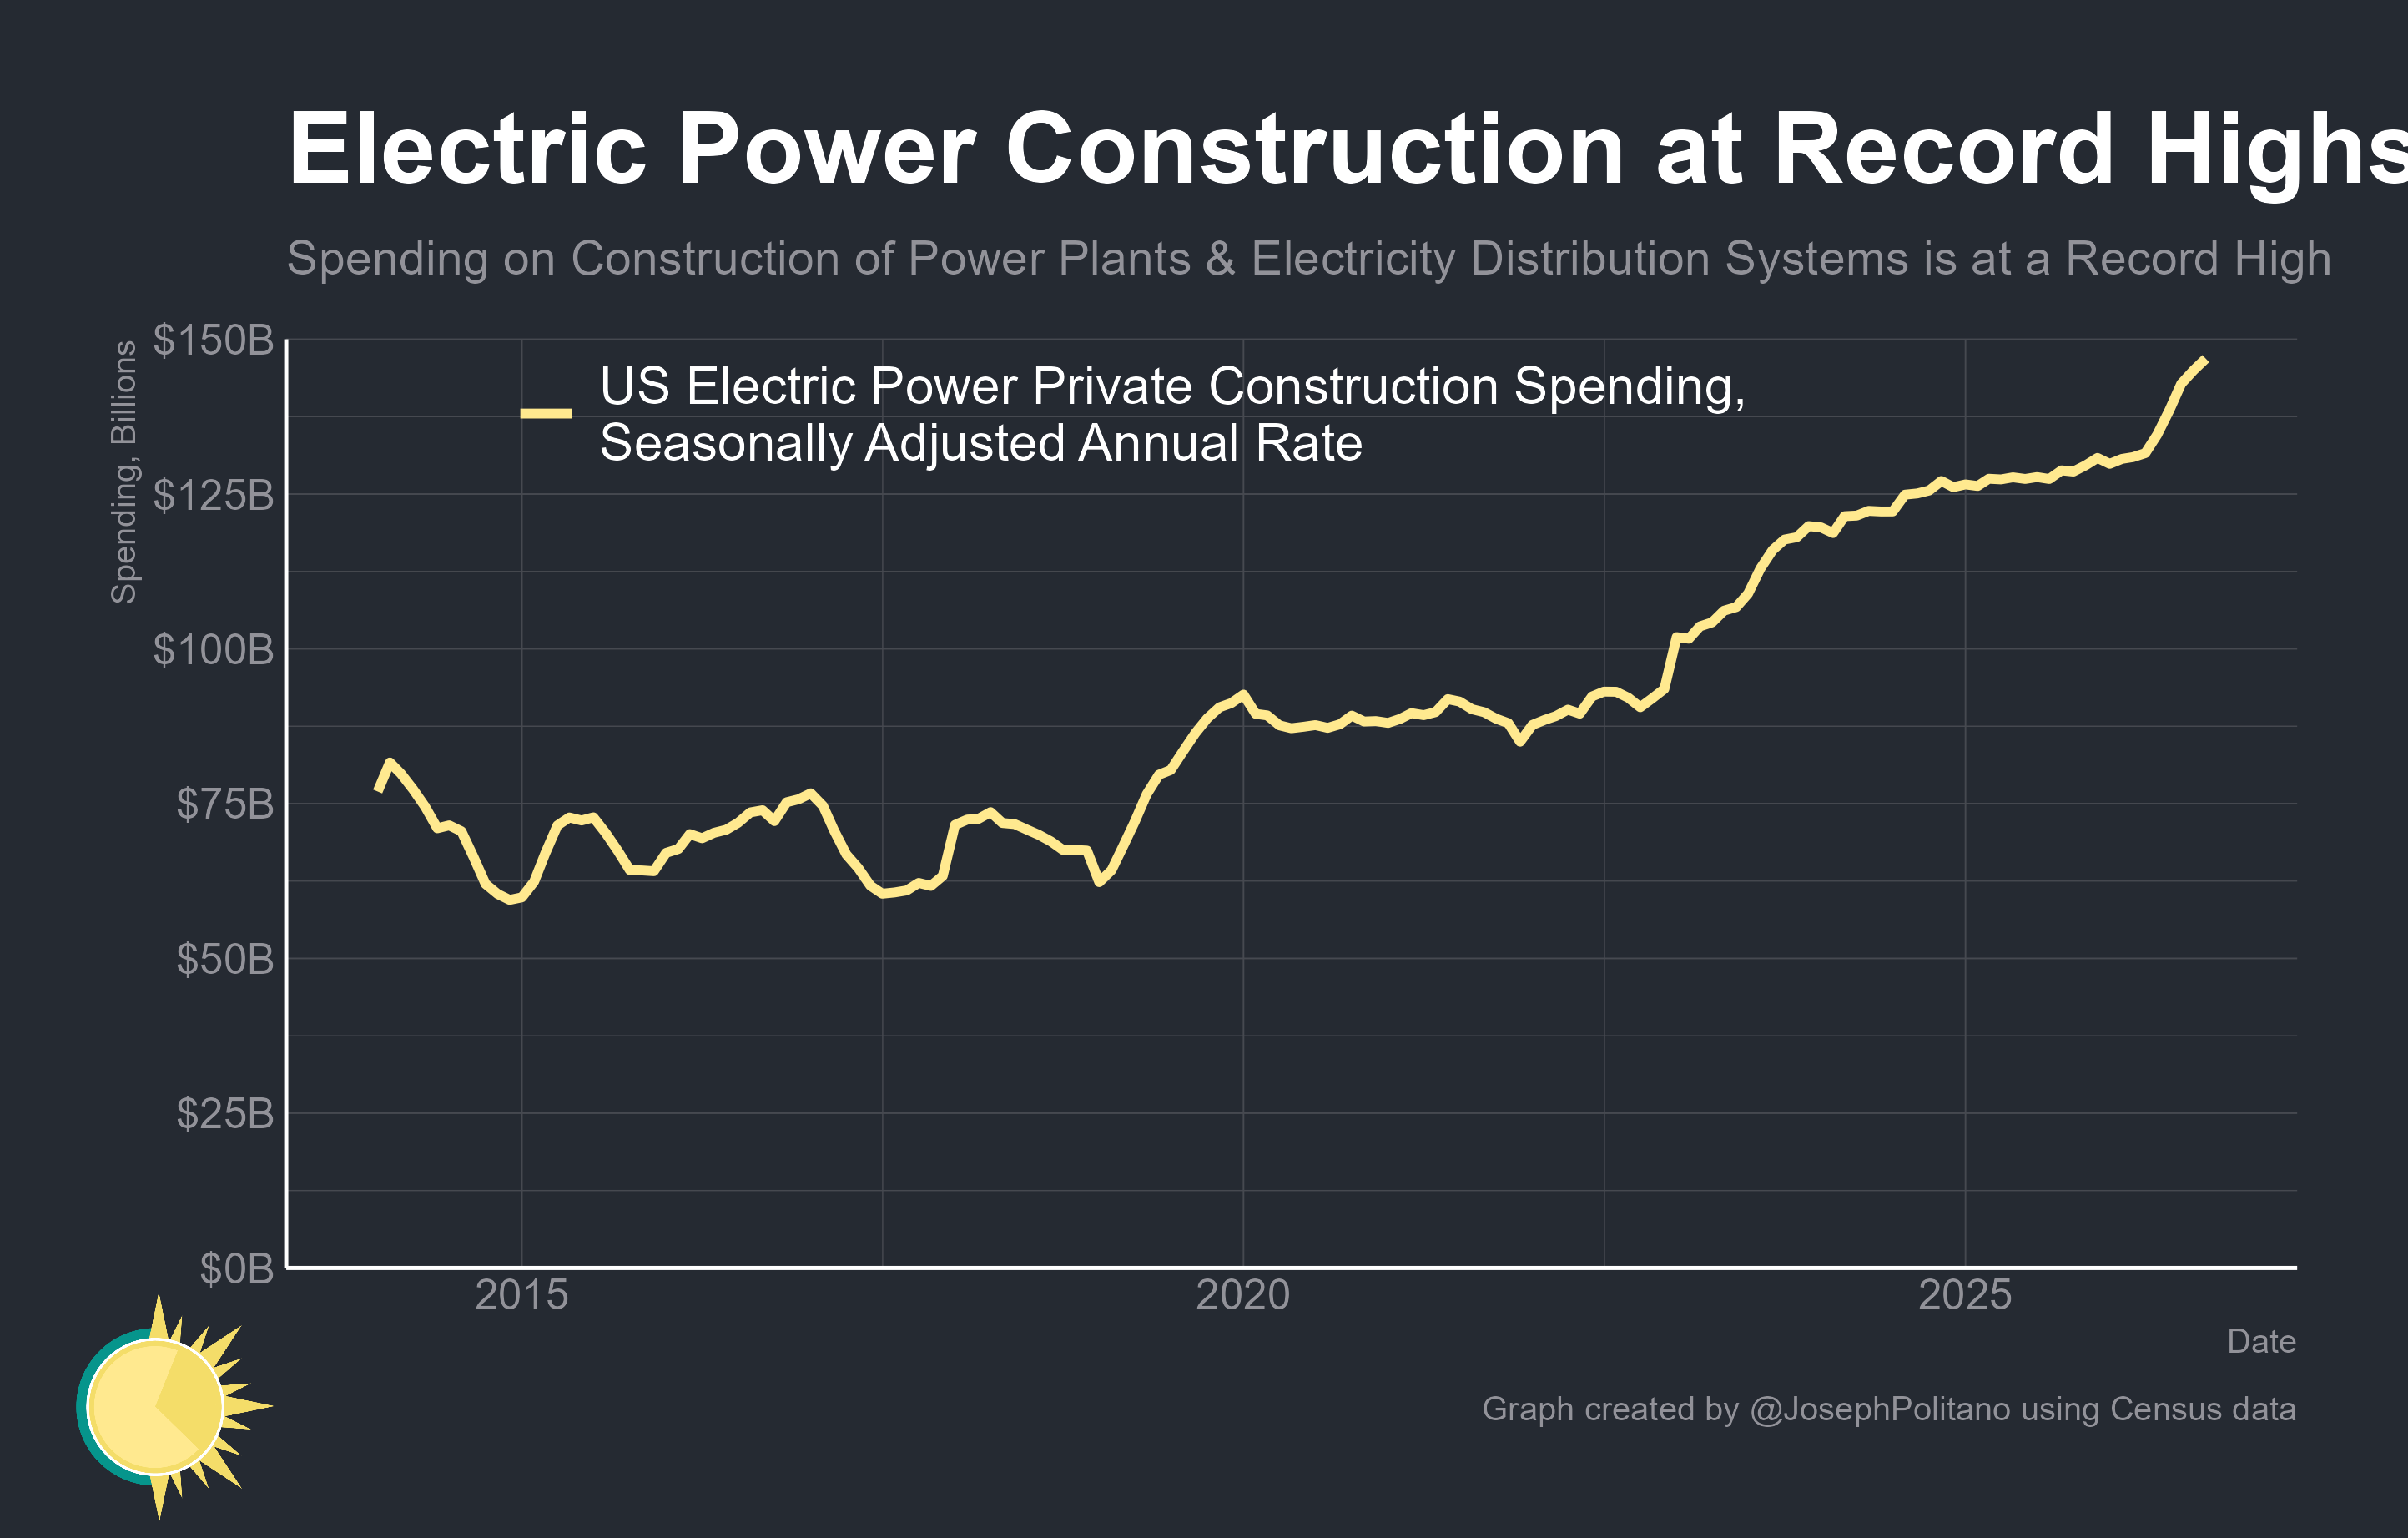 Electric Power Construction at Record Highs
Spending on Construction of Power Plants & Electricity Distribution Systems is at a Record High
Spending, Billions
$150B
$125B
$100B
$75B
$50B
$25B
$0B
US Electric Power Private Construction Spending,
Seasonally Adjusted Annual Rate
2015
2020
2025
Date
Graph created by @JosephPolitano using Census data